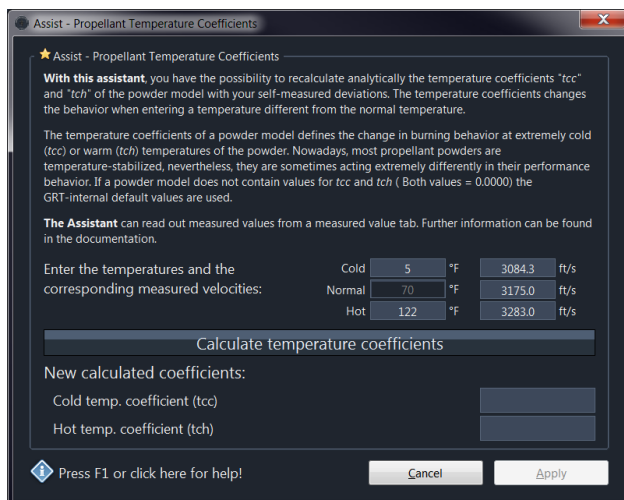 Assist - Propellant Temperature Coefficients
Assist - Propellant Temperature Coefficients
With this assistant, you have the possibility to recalculate analytically the temperature coefficients "tcc"
and "tch" of the powder model with your self-measured deviations. The temperature coefficients changes
the behavior when entering a temperature different from the normal temperature.
The temperature coefficients of a powder model defines the change in burning behavior at extremely cold
(tcc) or warm (tch) temperatures of the powder. Nowadays, most propellant powders are
temperature-stabilized, nevertheless, they are sometimes acting extremely differently in their performance
behavior. If a powder model does not contain values for tcc and tch ( Both values = 0.0000) the
GRT-internal default values are used.
The Assistant can read out measured values from a measured value tab. Further information can be found
in the documentation.
Enter the temperatures and the
corresponding measured velocities:
Cold 5 °F 3084.3 ft/s
Normal 70 °F 3175.0 ft/s
Hot 122 °F 3283.0 ft/s
Calculate temperature coefficients
New calculated coefficients:
Cold temp. coefficient (tcc)
Hot temp. coefficient (tch)
Press F1 or click here for help!
Cancel
Apply